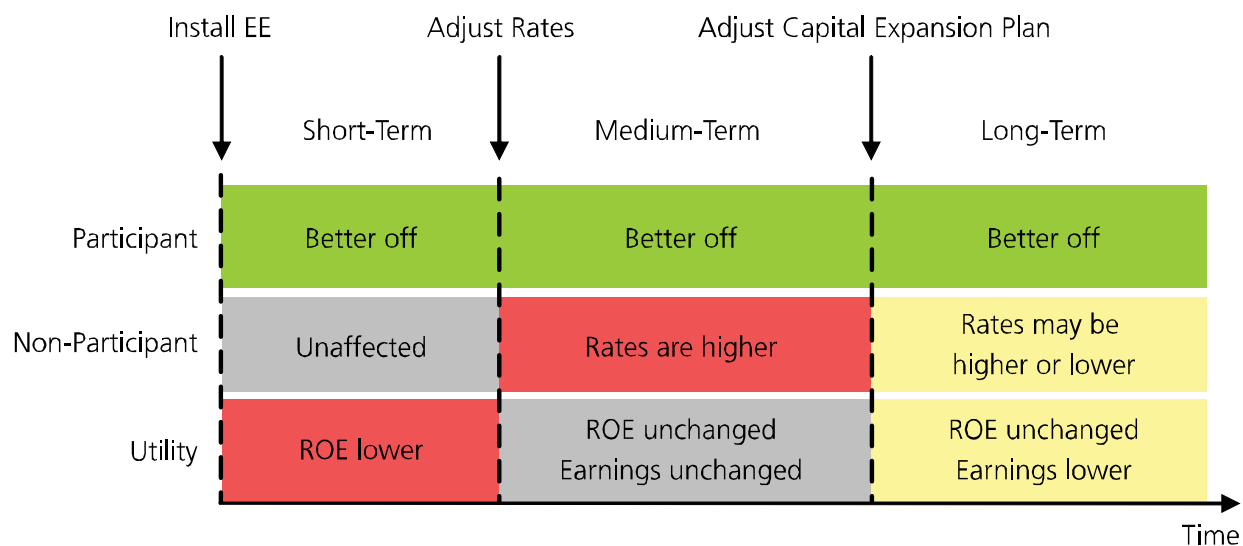 Install EE
Adjust Rates
Adjust Capital Expansion Plan
Short-Term
Medium-Term
Long-Term
Participant
Better off
Better off
Better off
Non-Participant
Unaffected
Rates are higher
Rates may be
higher or lower
Utility
ROE lower
ROE unchanged
Earnings unchanged
ROE unchanged
Earnings lower
Time